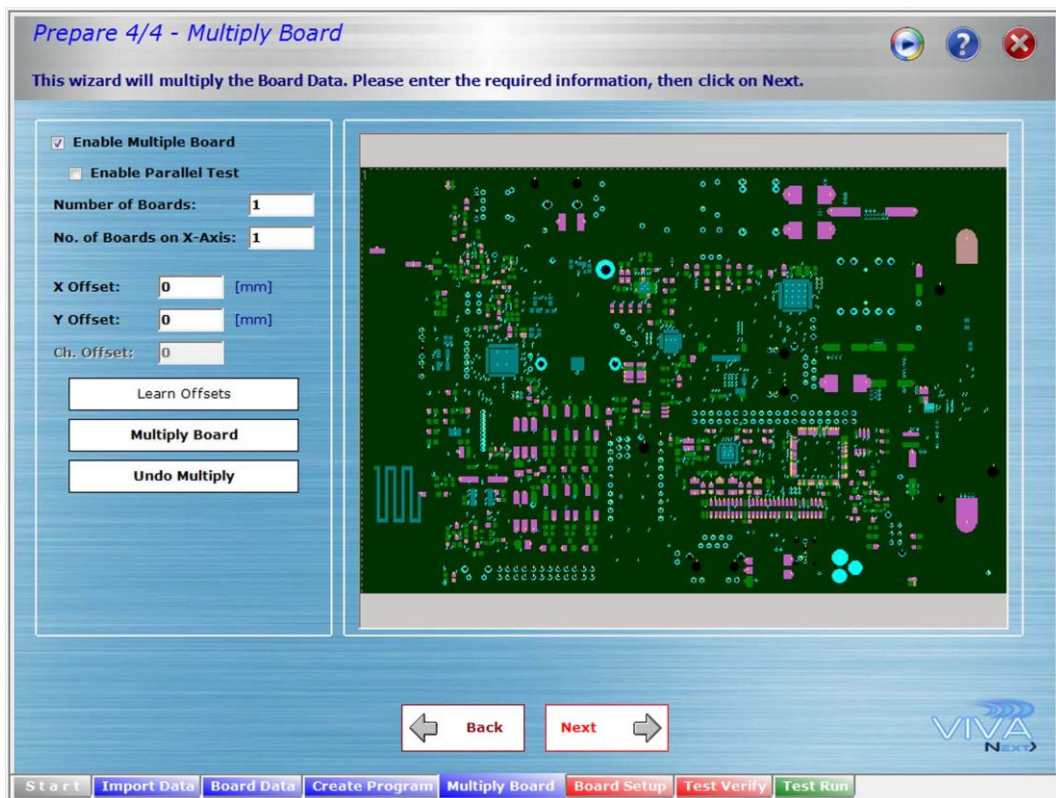 Prepare 4/4 - Multiply Board
This wizard will multiply the Board Data. Please enter the required information, then click on Next.
Enable Multiple Board
Enable Parallel Test
Number of Boards: 1
No. of Boards on X-Axis: 1
X Offset: 0 [mm]
Y Offset: 0 [mm]
Ch. Offset: 0
Learn Offsets
Multiply Board
Undo Multiply
1
Back Next
VIVA
NEXT
Start Import Data Board Data Create Program Multiply Board Board Setup Test Verify Test Run